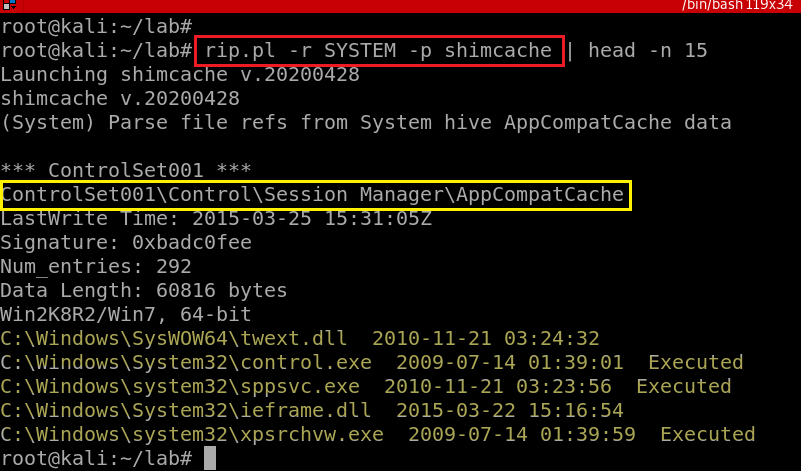 /bin/bash 119x34
root@kali:~/lab#
root@kali:~/lab# rip.pl -r SYSTEM -p shimcache | head -n 15
Launching shimcache v.20200428
shimcache v.20200428
(System) Parse file refs from System hive AppCompatCache data

*** ControlSet001 ***
ControlSet001\Control\Session Manager\AppCompatCache
LastWrite Time: 2015-03-25 15:31:05Z
Signature: 0xbadc0fee
Num_entries: 292
Data Length: 60816 bytes
Win2K8R2/Win7, 64-bit
C:\Windows\SysWOW64\twext.dll  2010-11-21 03:24:32
C:\Windows\System32\control.exe  2009-07-14 01:39:01  Executed
C:\Windows\system32\sppsvc.exe  2010-11-21 03:23:56  Executed
C:\Windows\System32\ieframe.dll  2015-03-22 15:16:54
C:\Windows\system32\xpsrchvw.exe  2009-07-14 01:39:59  Executed
root@kali:~/lab#